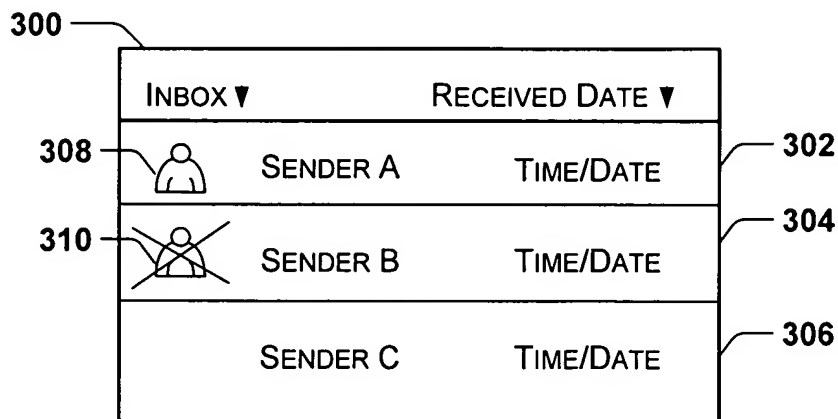 300
INBOX ▼ RECEIVED DATE ▼
308 SENDER A TIME/DATE 302
310 SENDER B TIME/DATE 304
SENDER C TIME/DATE 306